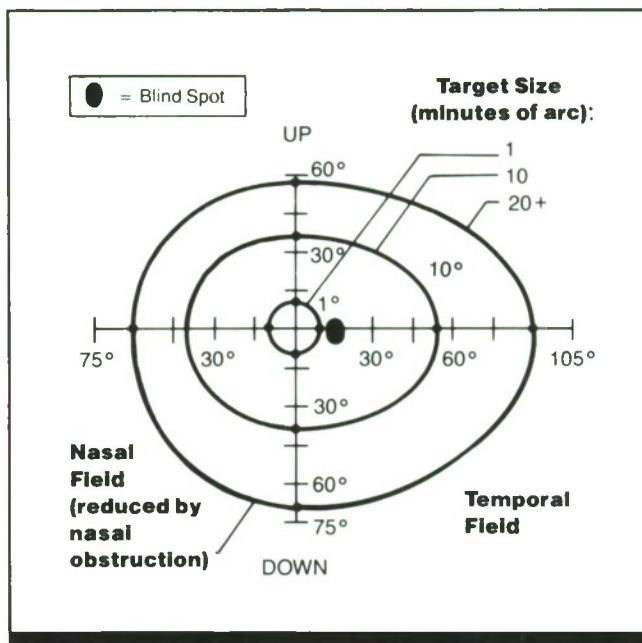 = Blind Spot
Target Size
(minutes of arc):
1
10
20+
UP
60°
30°
10°
1°
75°
30°
30°
60°
105°
30°
60°
75°
DOWN
Nasal
Field
(reduced by
nasal
obstruction)
Temporal
Field